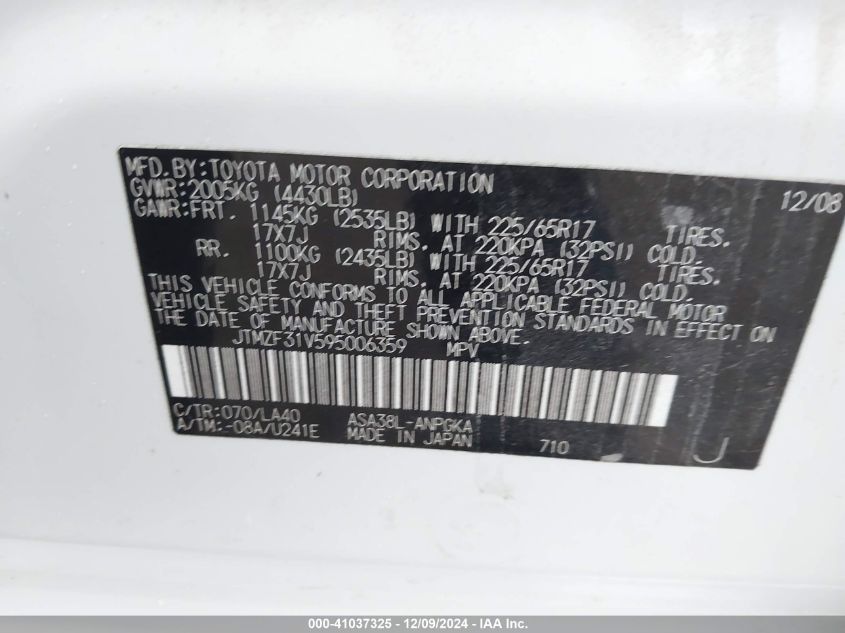 MFD.BY:TOYOTA MOTOR CORPORATION 12/08
GVWR:2005KG (4430LB)
GAWR:FRT. 1145KG (2535LB) WITH 225/65R17 TIRES.
17X7J RIMS. AT 220KPA (32PSI) COLD.
RR. 1100KG (2435LB) WITH 225/65R17 TIRES.
17X7J RIMS. AT 220KPA (32PSI) COLD.
THIS VEHICLE CONFORMS TO ALL APPLICABLE FEDERAL MOTOR
VEHICLE SAFETY AND THEFT PREVENTION STANDARDS IN EFFECT ON
THE DATE OF MANUFACTURE SHOWN ABOVE.
JTMZF31V595006359 MPV
C/TR:070/LA40 ASA38L-ANPGKA
A/TM:-08A/U241E MADE IN JAPAN 710 J
000-41037325 - 12/09/2024 - IAA Inc.